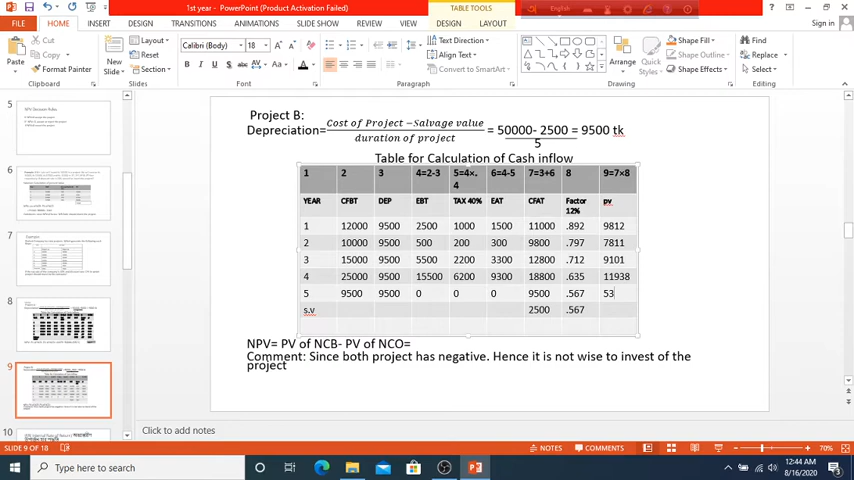 1st year - PowerPoint (Product Activation Failed)
TABLE TOOLS
English
FILE HOME INSERT DESIGN TRANSITIONS ANIMATIONS SLIDE SHOW REVIEW VIEW DESIGN LAYOUT Sign in
Cut
Copy
Format Painter
Paste
Clipboard
New Slide
Layout
Reset
Section
Slides
Calibri (Body) 18
Font
Paragraph
Text Direction
Align Text
Convert to SmartArt
Arrange
Quick Styles
Shape Fill
Shape Outline
Shape Effects
Drawing
Find
Replace
Select
Editing
5
6
7
8
9
10
Project B:
Depreciation= Cost of Project −Salvage value / duration of project = 50000- 2500 = 9500 tk
5
Table for Calculation of Cash inflow
1 2 3 4=2-3 5=4×.4 6=4-5 7=3+6 8 9=7×8
YEAR CFBT DEP EBT TAX 40% EAT CFAT Factor 12% pv
1 12000 9500 2500 1000 1500 11000 .892 9812
2 10000 9500 500 200 300 9800 .797 7811
3 15000 9500 5500 2200 3300 12800 .712 9101
4 25000 9500 15500 6200 9300 18800 .635 11938
5 9500 9500 0 0 0 9500 .567 53
s.v 2500 .567
NPV= PV of NCB- PV of NCO=
Comment: Since both project has negative. Hence it is not wise to invest of the
project
Click to add notes
SLIDE 9 OF 18
NOTES
COMMENTS
70%
Type here to search
12:44 AM